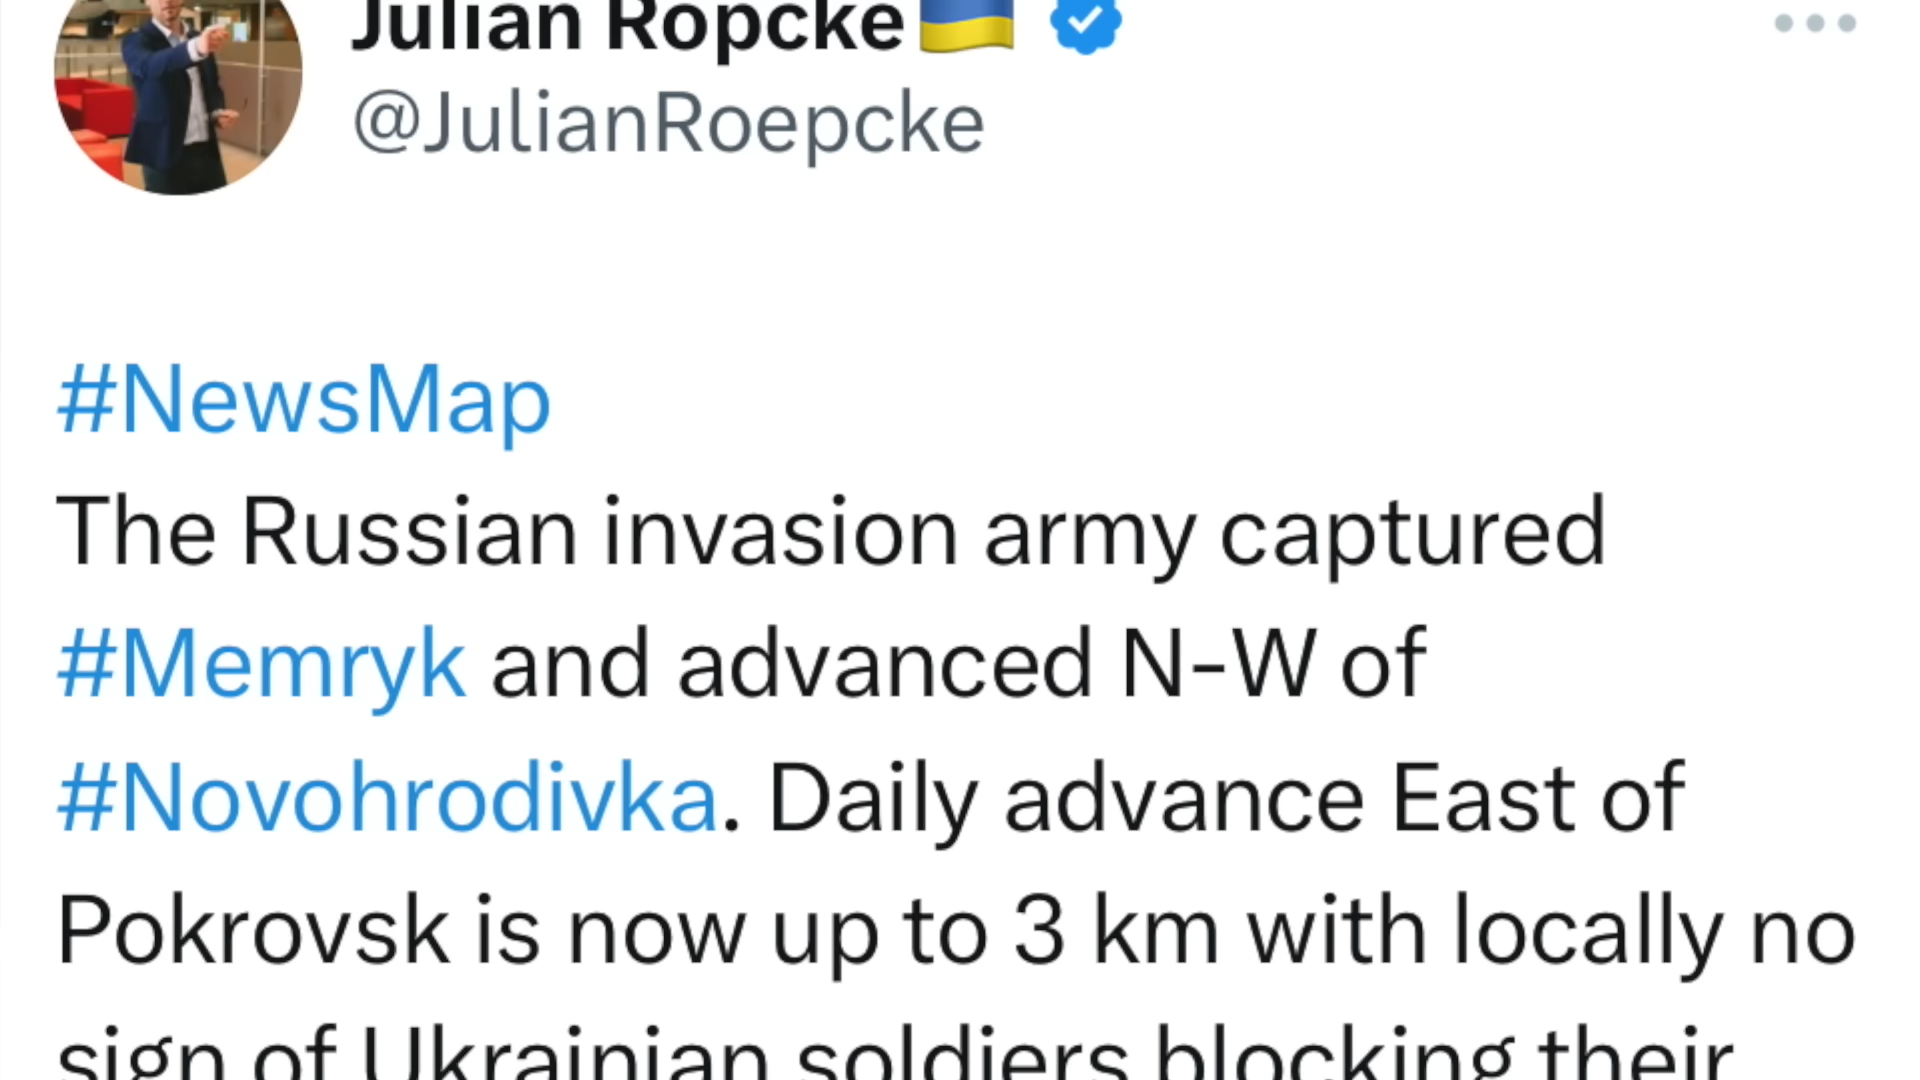 Julian Röpcke
@JulianRoepcke
#NewsMap
The Russian invasion army captured
#Memryk and advanced N-W of
#Novohrodivka. Daily advance East of
Pokrovsk is now up to 3 km with locally no
sign of Ukrainian soldiers blocking their